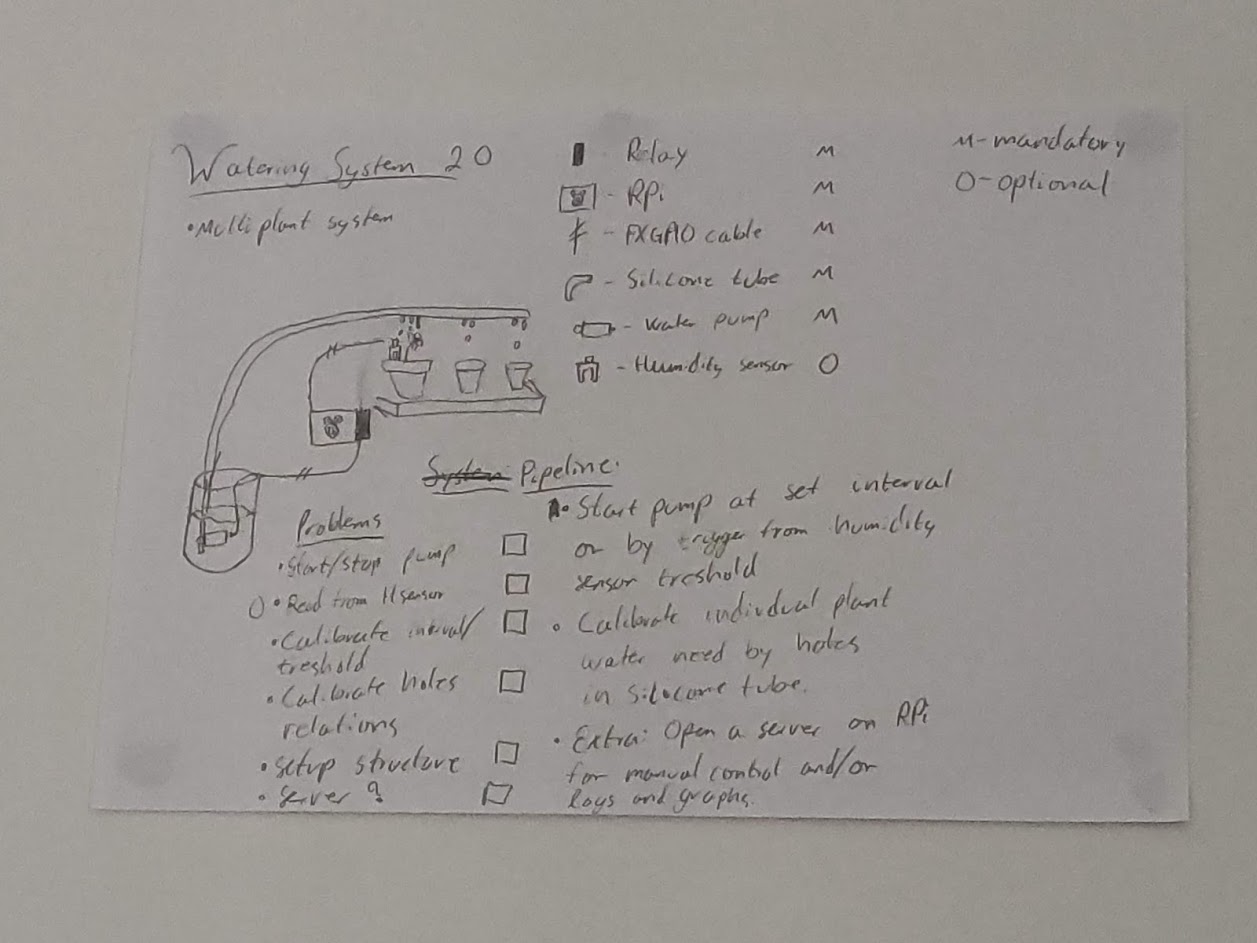 Watering System 2.0
• Multi plant system
- Relay M
- RPi M
- cable M
- Silicone tube M
- Water pump M
- Humidity sensor O
M-mandatory
O-optional
System Pipeline:
• Start pump at set interval
or by trigger from humidity
sensor treshold
• Calibrate individual plant
water need by holes
in silicone tube.
• Extra: Open a server on RPi
for manual control and/or
logs and graphs.
Problems
• Start/stop pump
O • Read from Hsensor
• Calibrate interval/
treshold
• Calibrate holes
relations
• Setup structure
• Server ?